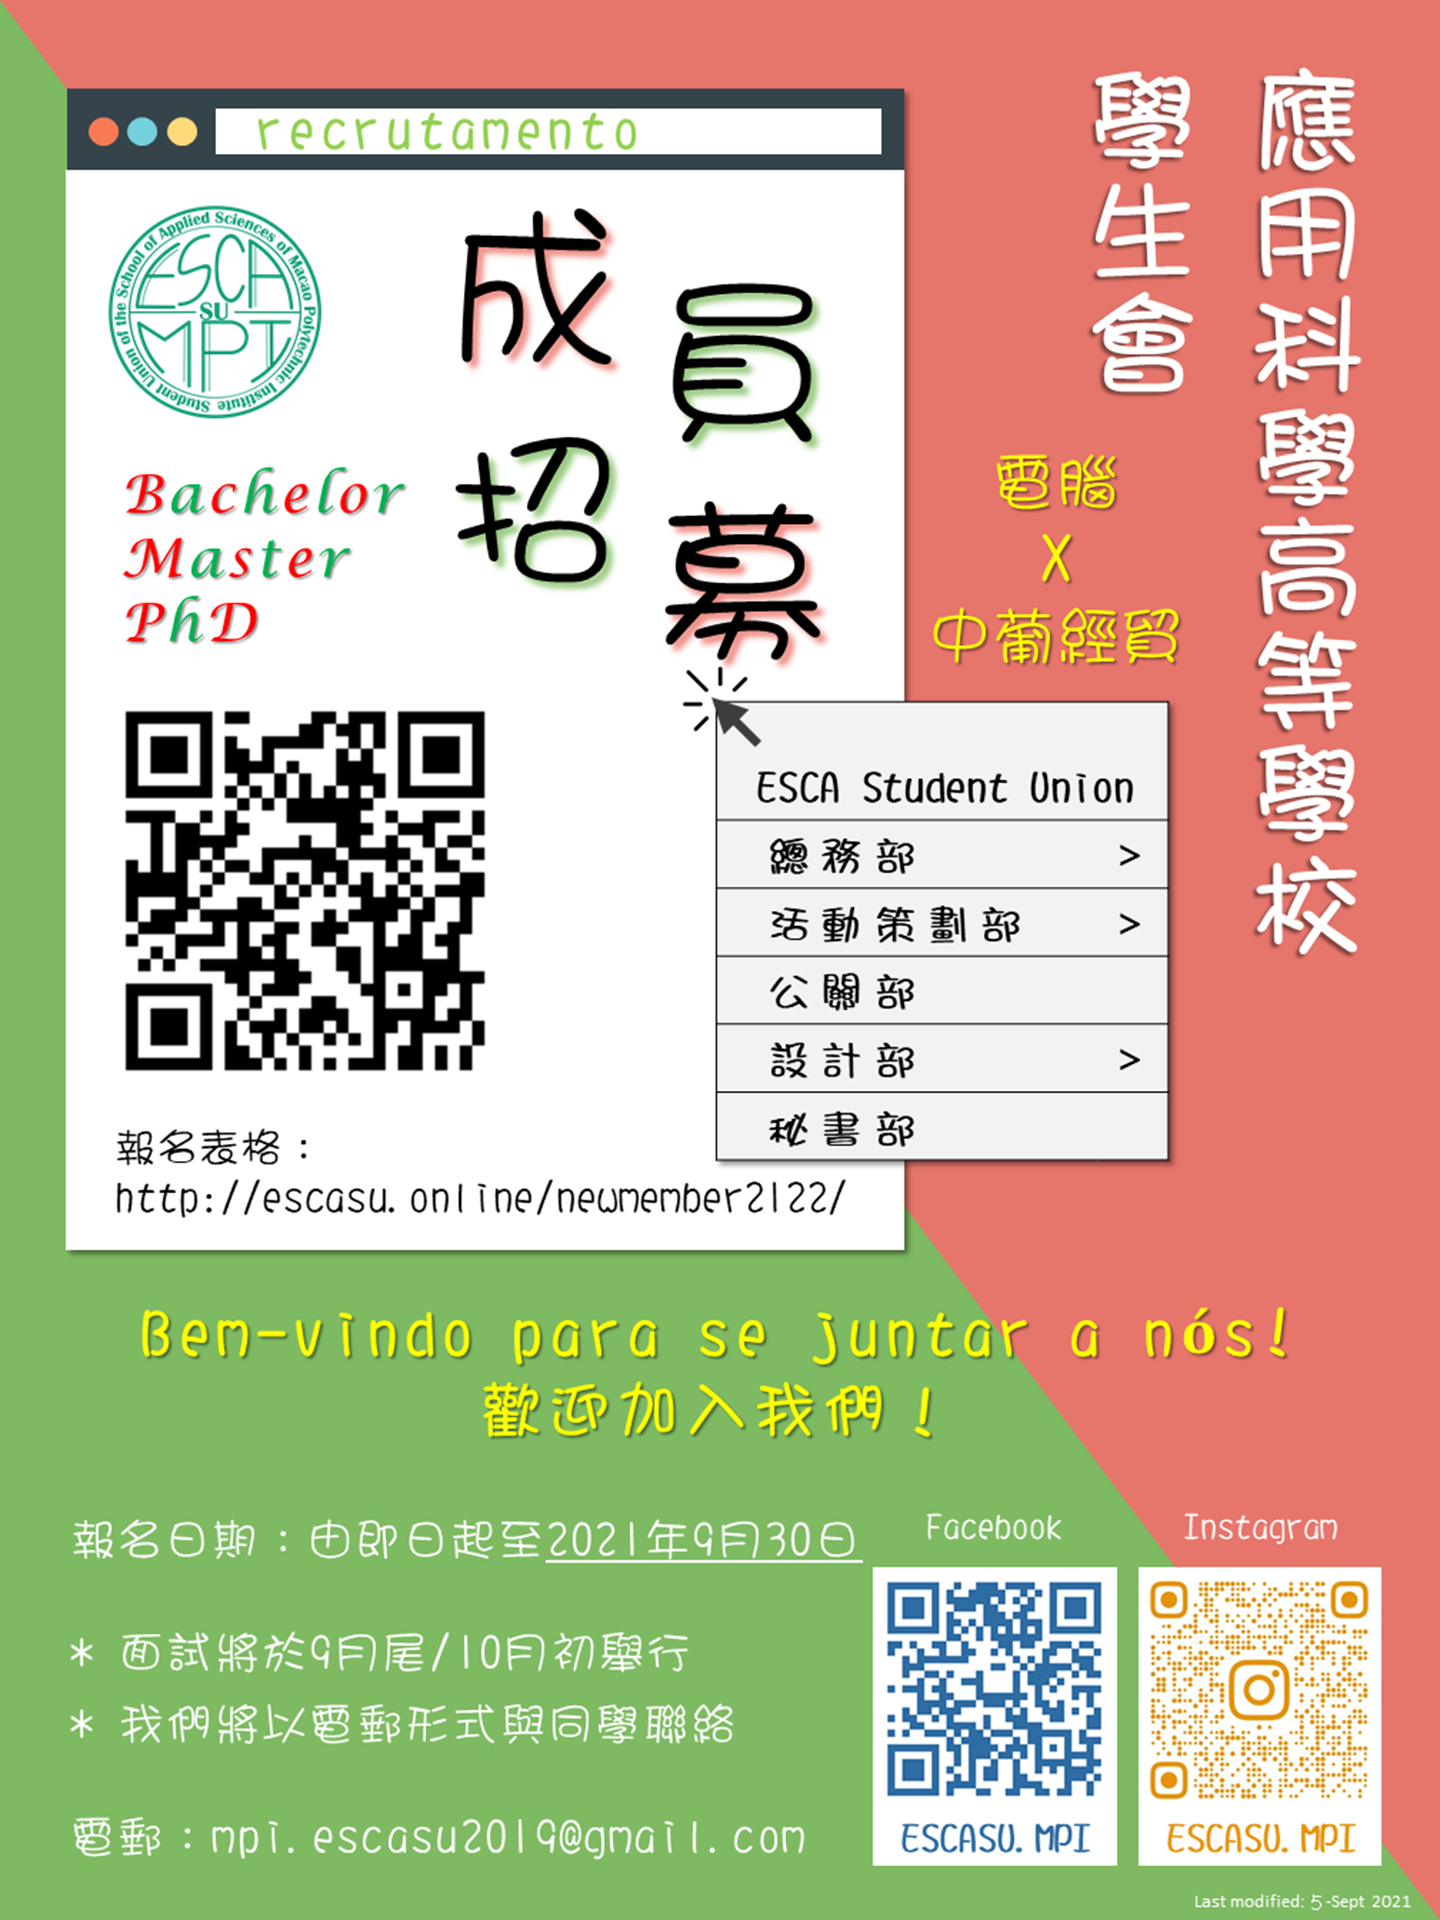 應用科學高等學校
學生會
電腦
X
中葡經貿
recrutamento
Student Union of the School of Applied Sciences of Macao Polytechnic Institute
ESCA
SU
MPI
成員
招募
Bachelor
Master
PhD
ESCA Student Union
總務部 >
活動策劃部 >
公關部
設計部 >
秘書部
報名表格：
http://escasu.online/newmember2122/
Bem-vindo para se juntar a nós!
歡迎加入我們！
報名日期：由即日起至2021年9月30日
* 面試將於9月尾/10月初舉行
* 我們將以電郵形式與同學聯絡
電郵：mpi.escasu2019@gmail.com
Facebook
ESCASU.MPI
Instagram
ESCASU.MPI
Last modified: 5-Sept 2021